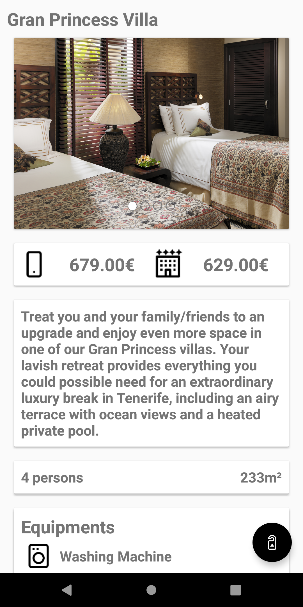 Gran Princess Villa
679.00€ 629.00€
Treat you and your family/friends to an
upgrade and enjoy even more space in
one of our Gran Princess villas. Your
lavish retreat provides everything you
could possible need for an extraordinary
luxury break in Tenerife, including an airy
terrace with ocean views and a heated
private pool.
4 persons 233m²
Equipments
Washing Machine